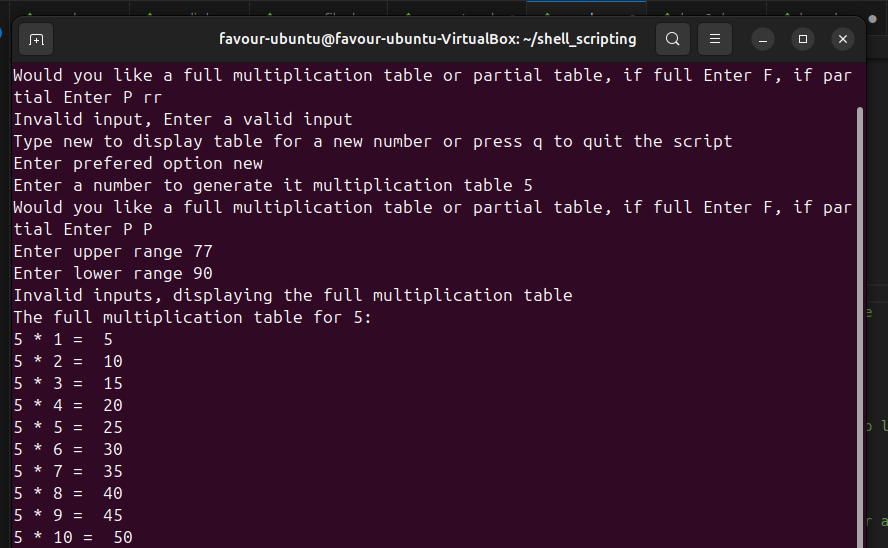 favour-ubuntu@favour-ubuntu-VirtualBox: ~/shell_scripting
Would you like a full multiplication table or partial table, if full Enter F, if par
tial Enter P rr
Invalid input, Enter a valid input
Type new to display table for a new number or press q to quit the script
Enter prefered option new
Enter a number to generate it multiplication table 5
Would you like a full multiplication table or partial table, if full Enter F, if par
tial Enter P P
Enter upper range 77
Enter lower range 90
Invalid inputs, displaying the full multiplication table
The full multiplication table for 5:
5 * 1 =  5
5 * 2 =  10
5 * 3 =  15
5 * 4 =  20
5 * 5 =  25
5 * 6 =  30
5 * 7 =  35
5 * 8 =  40
5 * 9 =  45
5 * 10 =  50